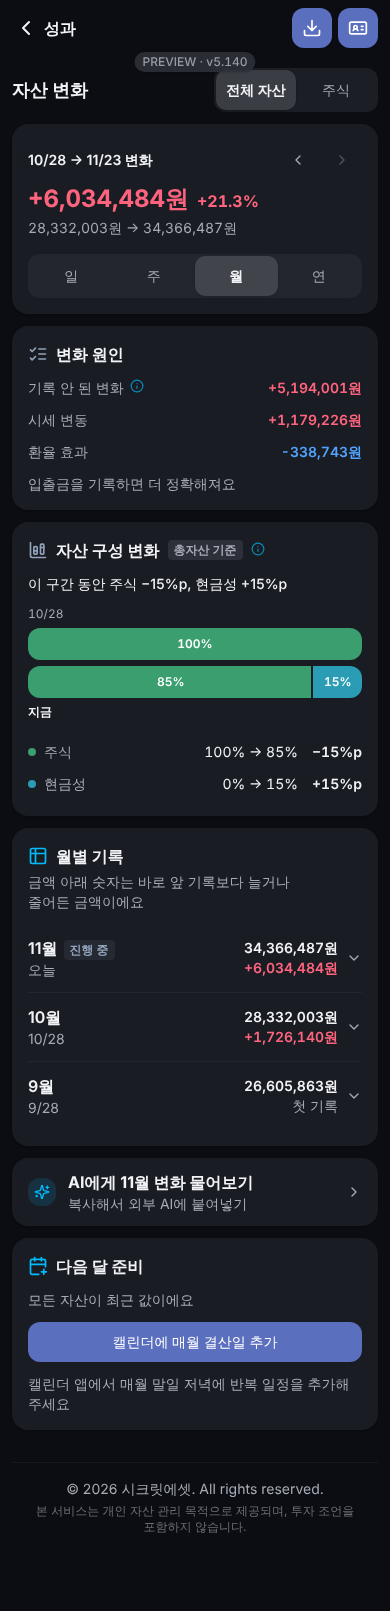 성과
PREVIEW · v5.140
자산 변화
전체 자산 주식
10/28 → 11/23 변화
+6,034,484원 +21.3%
28,332,003원 → 34,366,487원
일 주 월 연
변화 원인
기록 안 된 변화 +5,194,001원
시세 변동 +1,179,226원
환율 효과 -338,743원
입출금을 기록하면 더 정확해져요
자산 구성 변화 총자산 기준
이 구간 동안 주식 −15%p, 현금성 +15%p
10/28
100%
85% 15%
지금
주식 100% → 85% −15%p
현금성 0% → 15% +15%p
월별 기록
금액 아래 숫자는 바로 앞 기록보다 늘거나
줄어든 금액이에요
11월 진행 중 34,366,487원
오늘 +6,034,484원
10월 28,332,003원
10/28 +1,726,140원
9월 26,605,863원
9/28 첫 기록
AI에게 11월 변화 물어보기
복사해서 외부 AI에 붙여넣기
다음 달 준비
모든 자산이 최근 값이에요
캘린더에 매월 결산일 추가
캘린더 앱에서 매월 말일 저녁에 반복 일정을 추가해
주세요
© 2026 시크릿에셋. All rights reserved.
본 서비스는 개인 자산 관리 목적으로 제공되며, 투자 조언을
포함하지 않습니다.